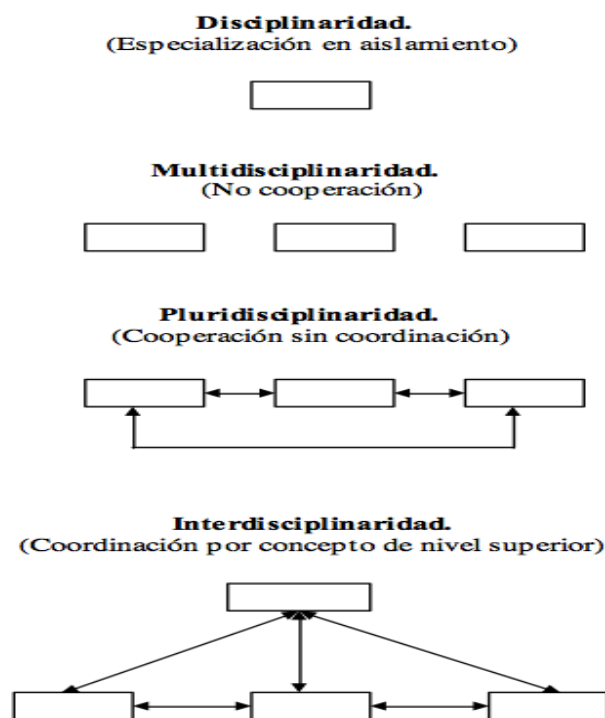 Disciplinaridad.
(Especialización en aislamiento)
Multidisciplinaridad.
(No cooperación)
Pluridisciplinaridad.
(Cooperación sin coordinación)
Interdisciplinaridad.
(Coordinación por concepto de nivel superior)